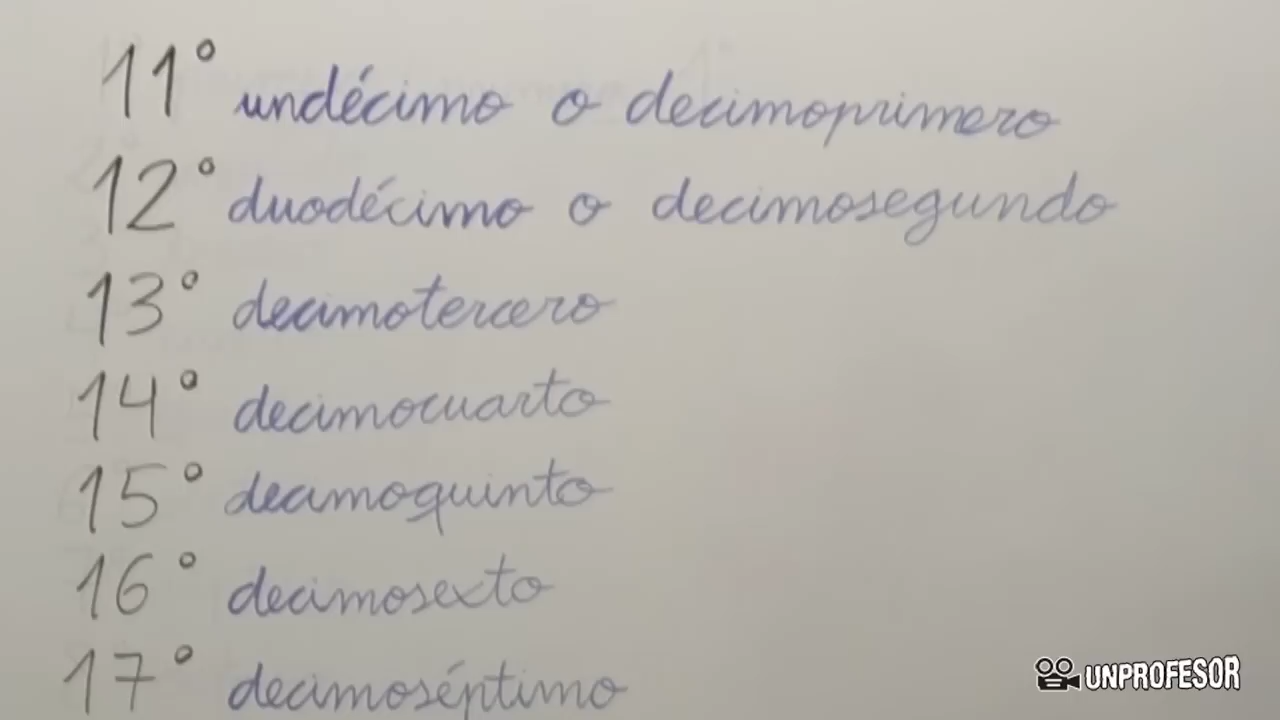 11° undécimo o decimoprimero
12° duodécimo o decimosegundo
13° decimotercero
14° decimocuarto
15° decimoquinto
16° decimosexto
17° decimoséptimo
UNPROFESOR